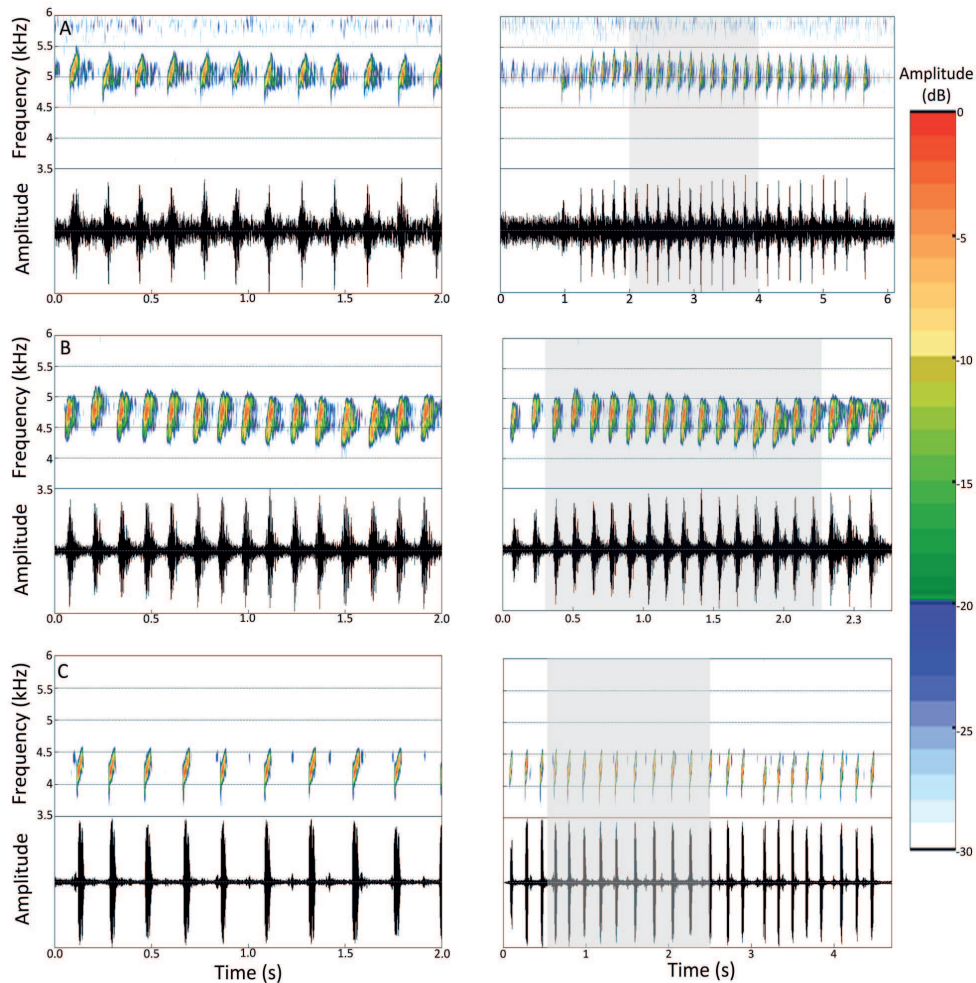 A
Frequency (kHz)
6
5.5
5
4.5
4
3.5
Amplitude
0.0 0.5 1.0 1.5 2.0
0 1 2 3 4 5 6
Amplitude
(dB)
0
-5
-10
-15
-20
-25
-30
B
Frequency (kHz)
6
5.5
5
4.5
4
3.5
Amplitude
0.0 0.5 1.0 1.5 2.0
0.0 0.5 1.0 1.5 2.0 2.3
C
Frequency (kHz)
6
5.5
5
4.5
4
3.5
Amplitude
0.0 0.5 1.0 1.5 2.0
Time (s)
0 1 2 3 4
Time (s)